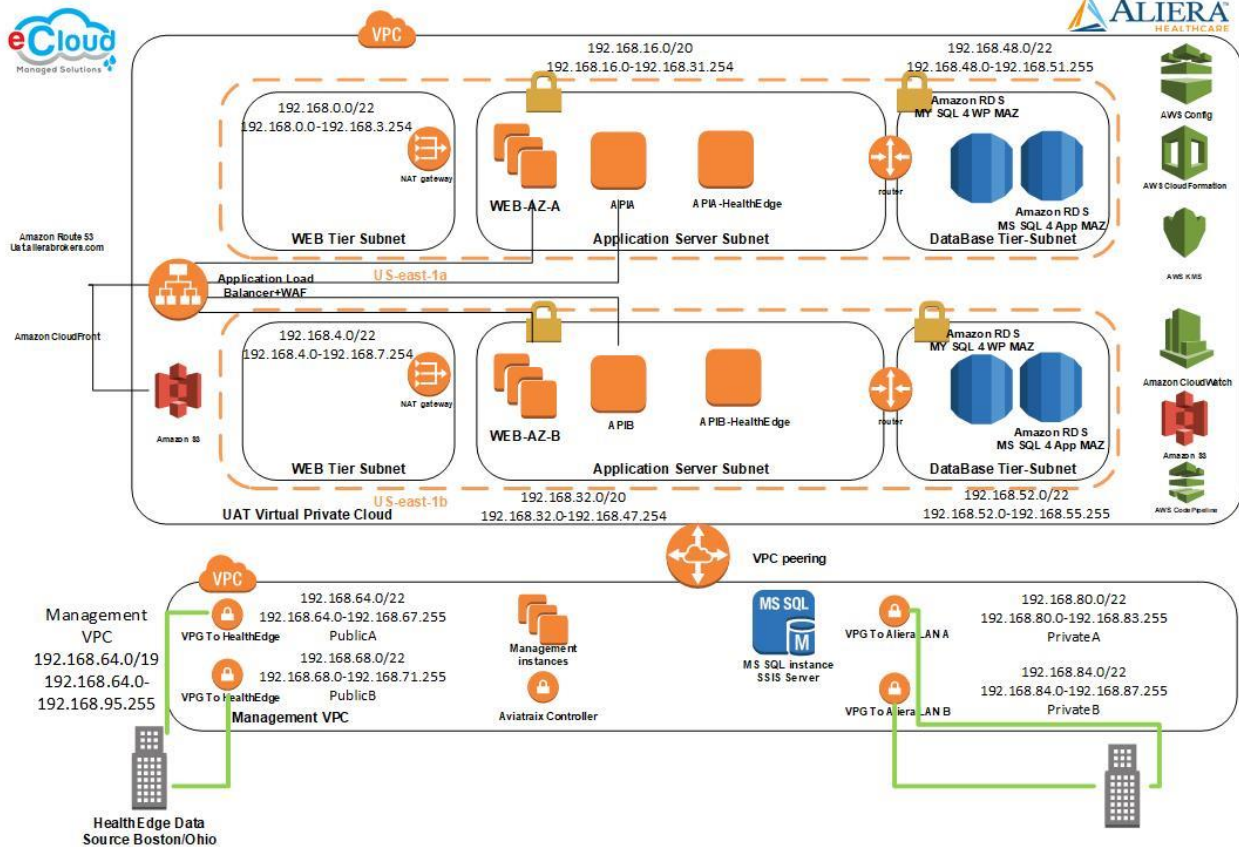 eCloud
Managed Solutions
VPC
ALIERA
HEALTHCARE
192.168.16.0/20
192.168.16.0-192.168.31.254
192.168.48.0/22
192.168.48.0-192.168.51.255
192.168.0.0/22
192.168.0.0-192.168.3.254
NAT gateway
WEB Tier Subnet
WEB-AZ-A
APIA
APIA-HealthEdge
Application Server Subnet
router
Amazon RDS
MY SQL 4 WP MAZ
Amazon RDS
MS SQL 4 App MAZ
DataBase Tier-Subnet
AWS Config
AWS CloudFormation
AWS KMS
Amazon CloudWatch
Amazon S3
AWS CodePipeline
Amazon Route 53
Uat.alierabrokers.com
US-east-1a
Application Load
Balancer+WAF
Amazon CloudFront
Amazon S3
192.168.4.0/22
192.168.4.0-192.168.7.254
NAT gateway
WEB Tier Subnet
WEB-AZ-B
APIB
APIB-HealthEdge
Application Server Subnet
router
Amazon RDS
MY SQL 4 WP MAZ
Amazon RDS
MS SQL 4 App MAZ
DataBase Tier-Subnet
US-east-1b
UAT Virtual Private Cloud
192.168.32.0/20
192.168.32.0-192.168.47.254
192.168.52.0/22
192.168.52.0-192.168.55.255
VPC peering
VPC
Management
VPC
192.168.64.0/19
192.168.64.0-
192.168.95.255
VPG To HealthEdge
192.168.64.0/22
192.168.64.0-192.168.67.255
PublicA
VPG To HealthEdge
192.168.68.0/22
192.168.68.0-192.168.71.255
PublicB
Management VPC
Management
instances
Aviatraix Controller
MS SQL
M
MS SQL instance
SSIS Server
VPG To Aliera LAN A
192.168.80.0/22
192.168.80.0-192.168.83.255
PrivateA
VPG To Aliera LAN B
192.168.84.0/22
192.168.84.0-192.168.87.255
PrivateB
HealthEdge Data
Source Boston/Ohio